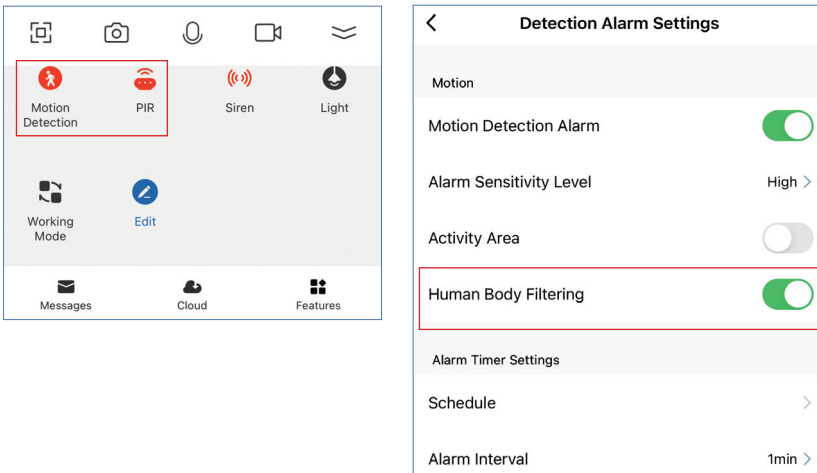 Motion
Detection
PIR
Siren
Light
Working
Mode
Edit
Messages
Cloud
Features
Detection Alarm Settings
Motion
Motion Detection Alarm
Alarm Sensitivity Level
High >
Activity Area
Human Body Filtering
Alarm Timer Settings
Schedule
Alarm Interval
1min >